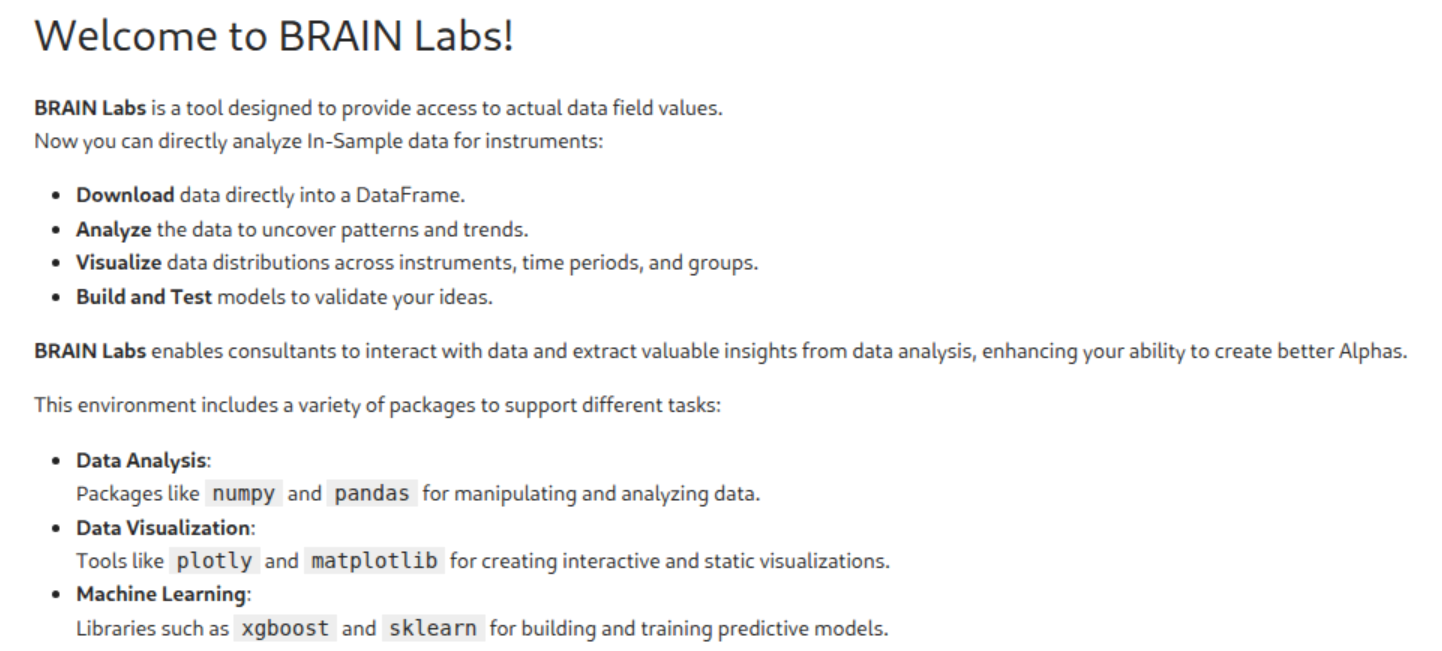 Welcome to BRAIN Labs!
BRAIN Labs is a tool designed to provide access to actual data field values.
Now you can directly analyze In-Sample data for instruments:
• Download data directly into a DataFrame.
• Analyze the data to uncover patterns and trends.
• Visualize data distributions across instruments, time periods, and groups.
• Build and Test models to validate your ideas.
BRAIN Labs enables consultants to interact with data and extract valuable insights from data analysis, enhancing your ability to create better Alphas.
This environment includes a variety of packages to support different tasks:
• Data Analysis:
Packages like numpy and pandas for manipulating and analyzing data.
• Data Visualization:
Tools like plotly and matplotlib for creating interactive and static visualizations.
• Machine Learning:
Libraries such as xgboost and sklearn for building and training predictive models.